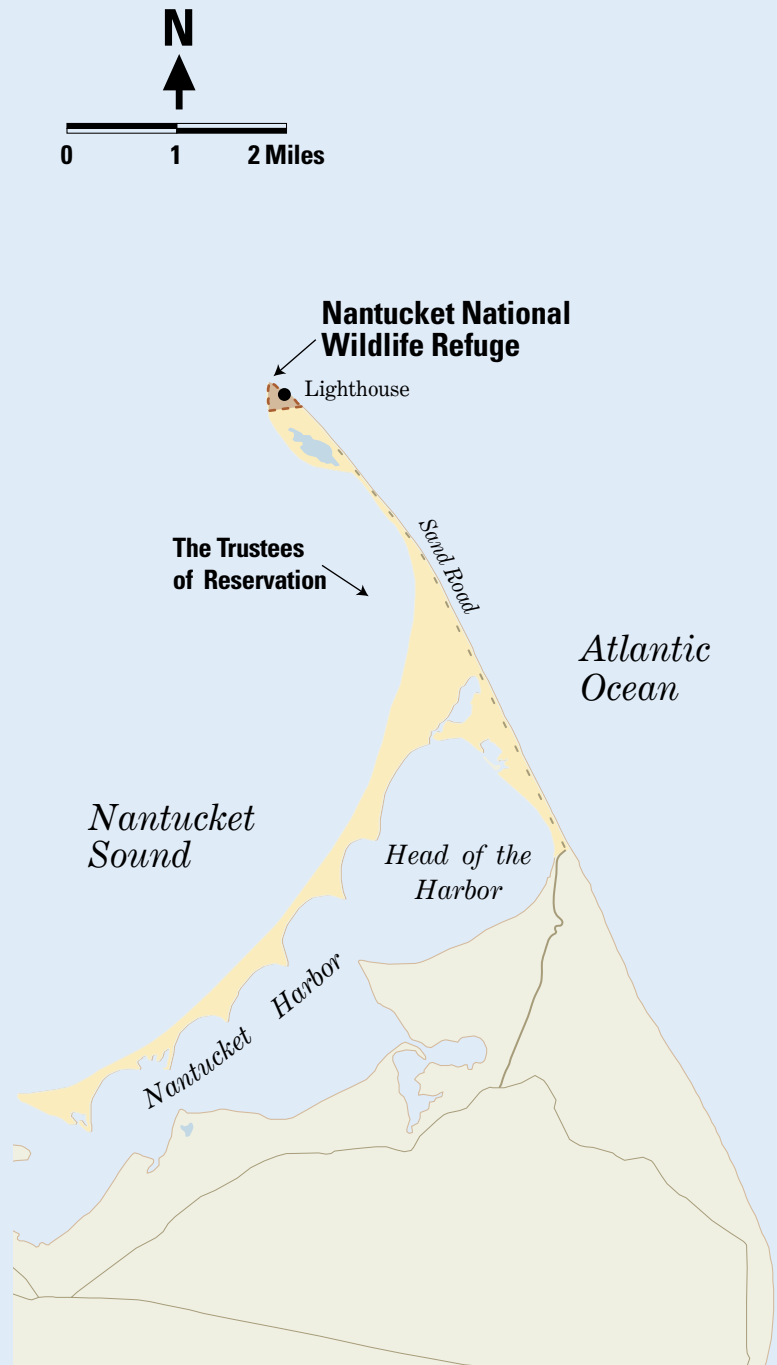 N
0 1 2 Miles
Nantucket National
Wildlife Refuge
Lighthouse
The Trustees
of Reservation
Sand Road
Atlantic
Ocean
Nantucket
Sound
Head of the
Harbor
Nantucket Harbor